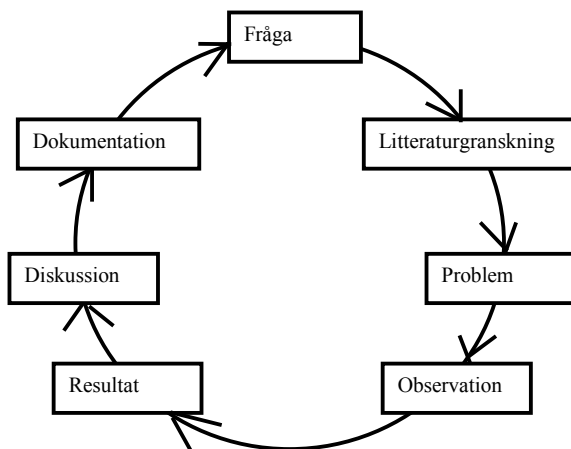 Fråga
Litteraturgranskning
Problem
Observation
Resultat
Diskussion
Dokumentation